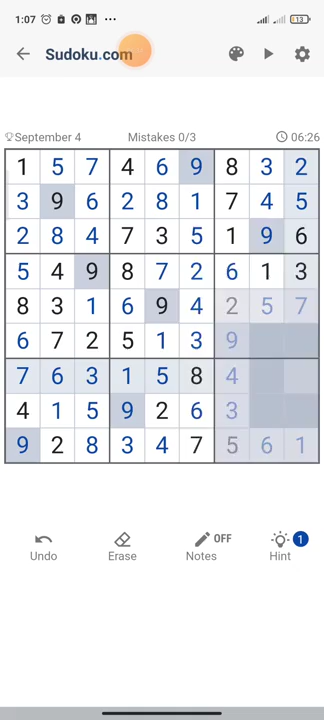 1:07 13
Sudoku.com
September 4 Mistakes 0/3 06:26
1 5 7 4 6 9 8 3 2
3 9 6 2 8 1 7 4 5
2 8 4 7 3 5 1 9 6
5 4 9 8 7 2 6 1 3
8 3 1 6 9 4 2 5 7
6 7 2 5 1 3 9
7 6 3 1 5 8 4
4 1 5 9 2 6 3
9 2 8 3 4 7 5 6 1
OFF 1
Undo Erase Notes Hint